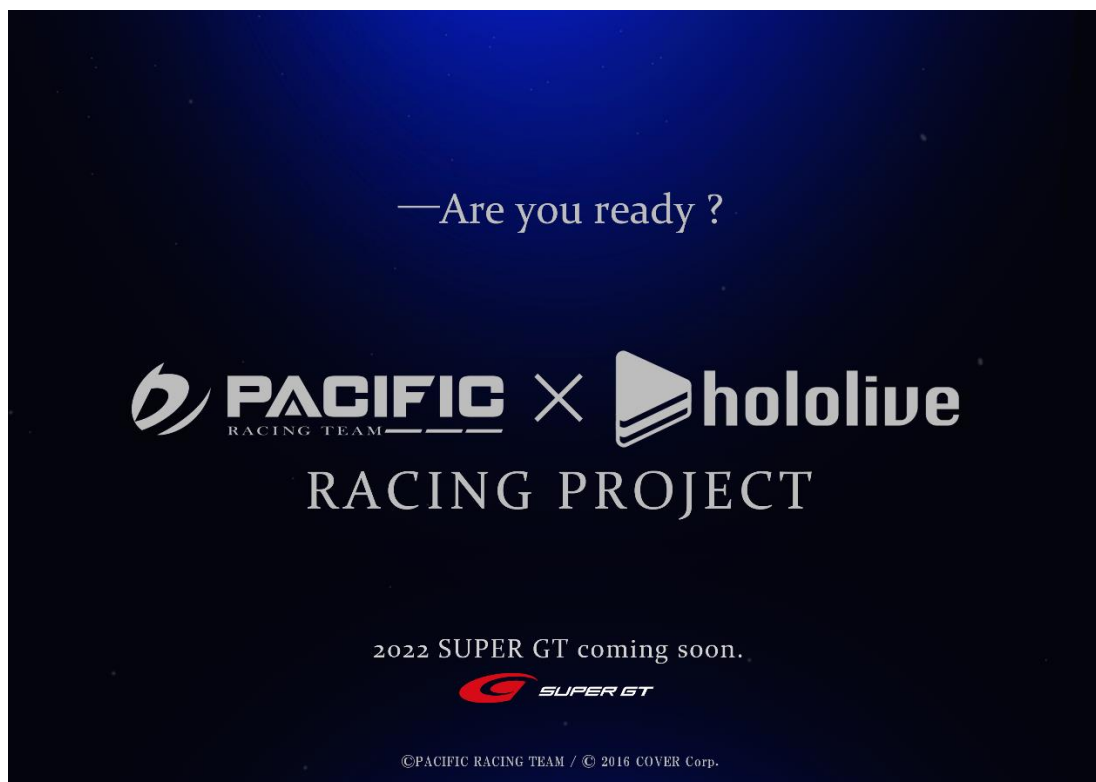 —Are you ready ?
PACIFIC × hololive
RACING TEAM
RACING PROJECT
2022 SUPER GT coming soon.
SUPER GT
©PACIFIC RACING TEAM / © 2016 COVER Corp.